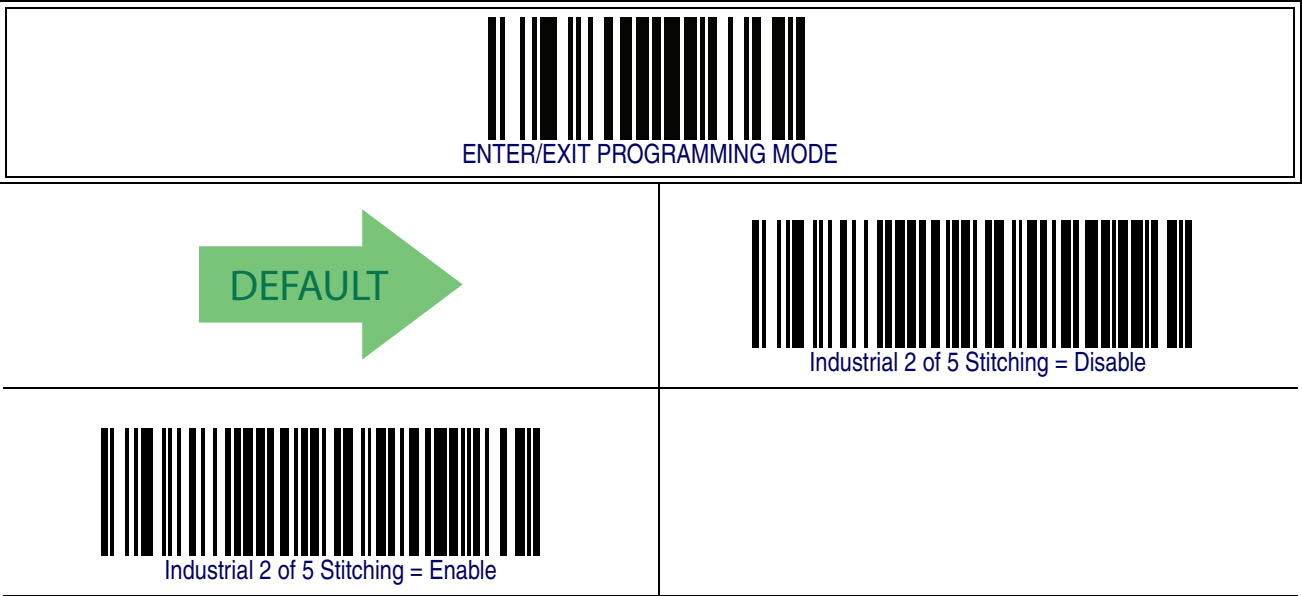 ENTER/EXIT PROGRAMMING MODE
DEFAULT
Industrial 2 of 5 Stitching = Disable
Industrial 2 of 5 Stitching = Enable